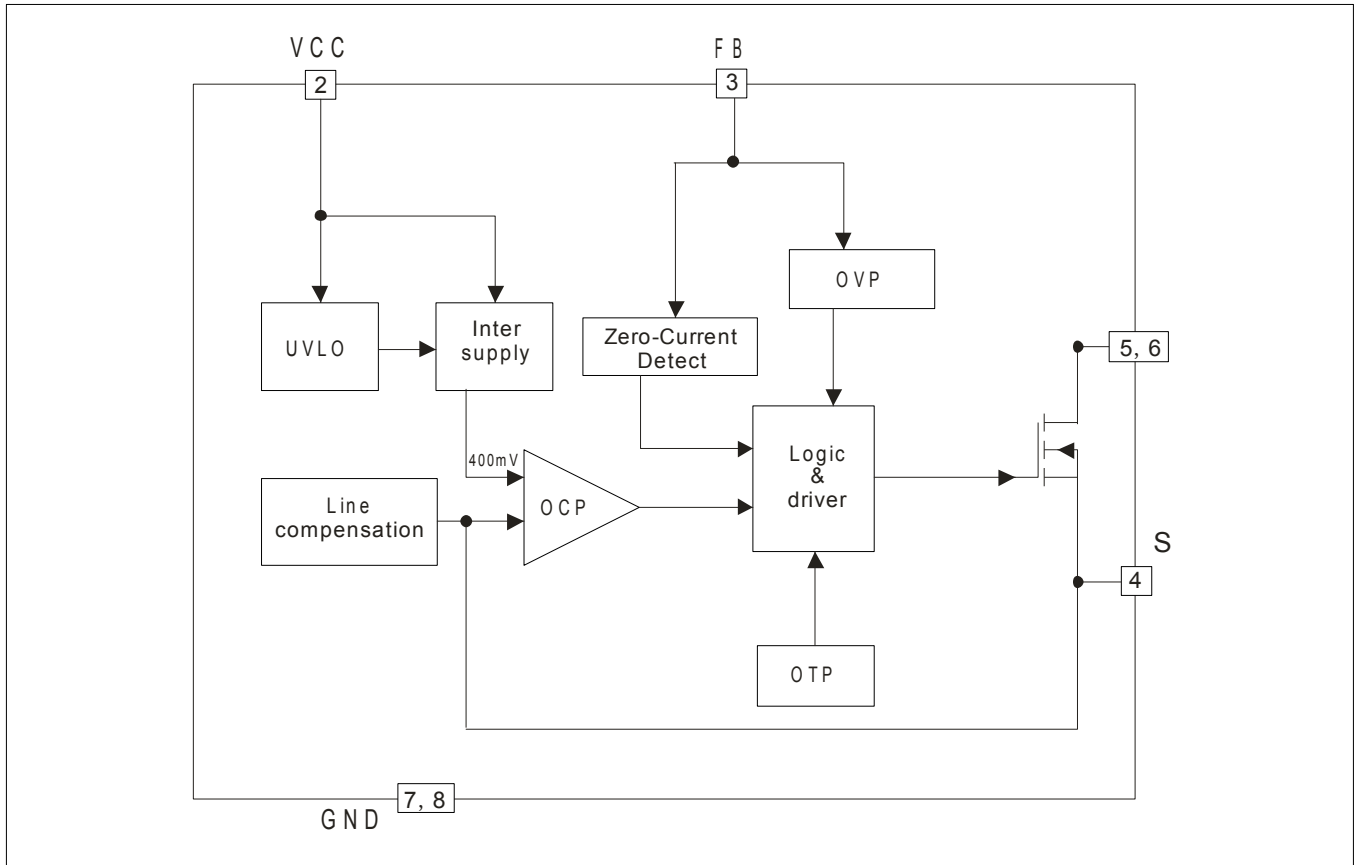 VCC
2
FB
3
OVP
UVLO
Inter
supply
Zero-Current
Detect
5, 6
400mV
Line
compensation
OCP
Logic
&
driver
S
4
OTP
7, 8
GND